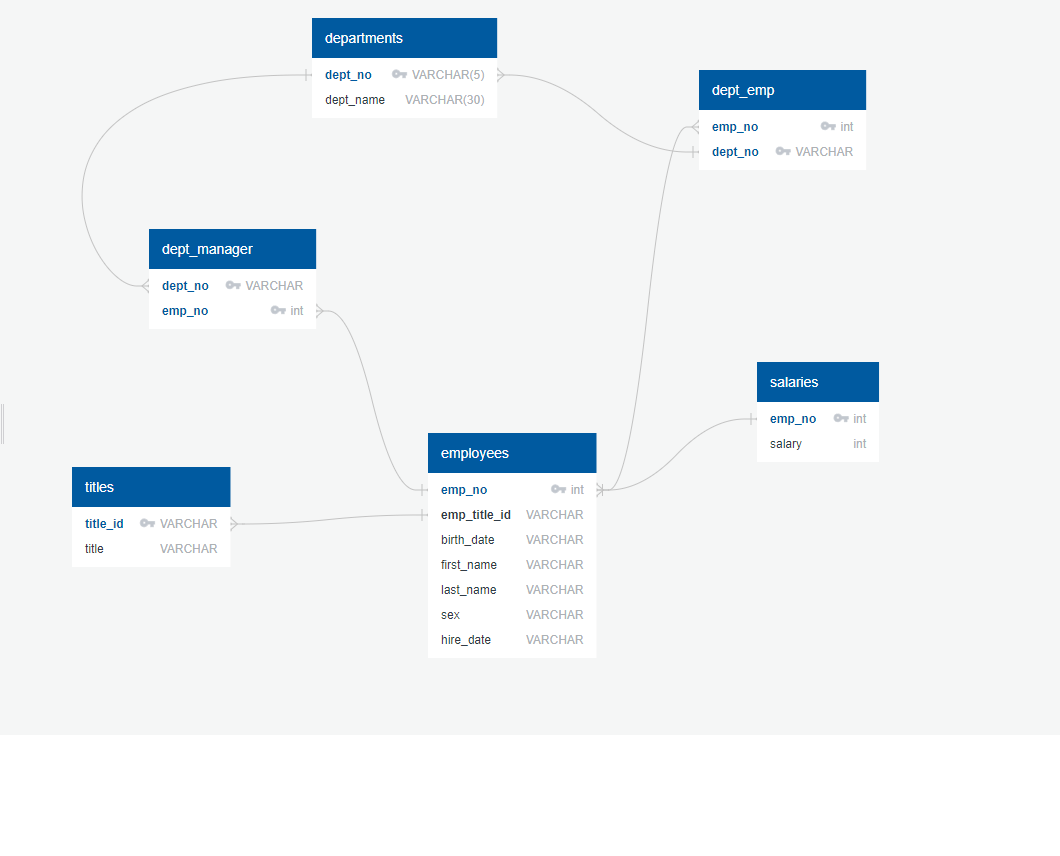 departments
dept_no VARCHAR(5)
dept_name VARCHAR(30)
dept_emp
emp_no int
dept_no VARCHAR
dept_manager
dept_no VARCHAR
emp_no int
salaries
emp_no int
salary int
employees
emp_no int
emp_title_id VARCHAR
birth_date VARCHAR
first_name VARCHAR
last_name VARCHAR
sex VARCHAR
hire_date VARCHAR
titles
title_id VARCHAR
title VARCHAR